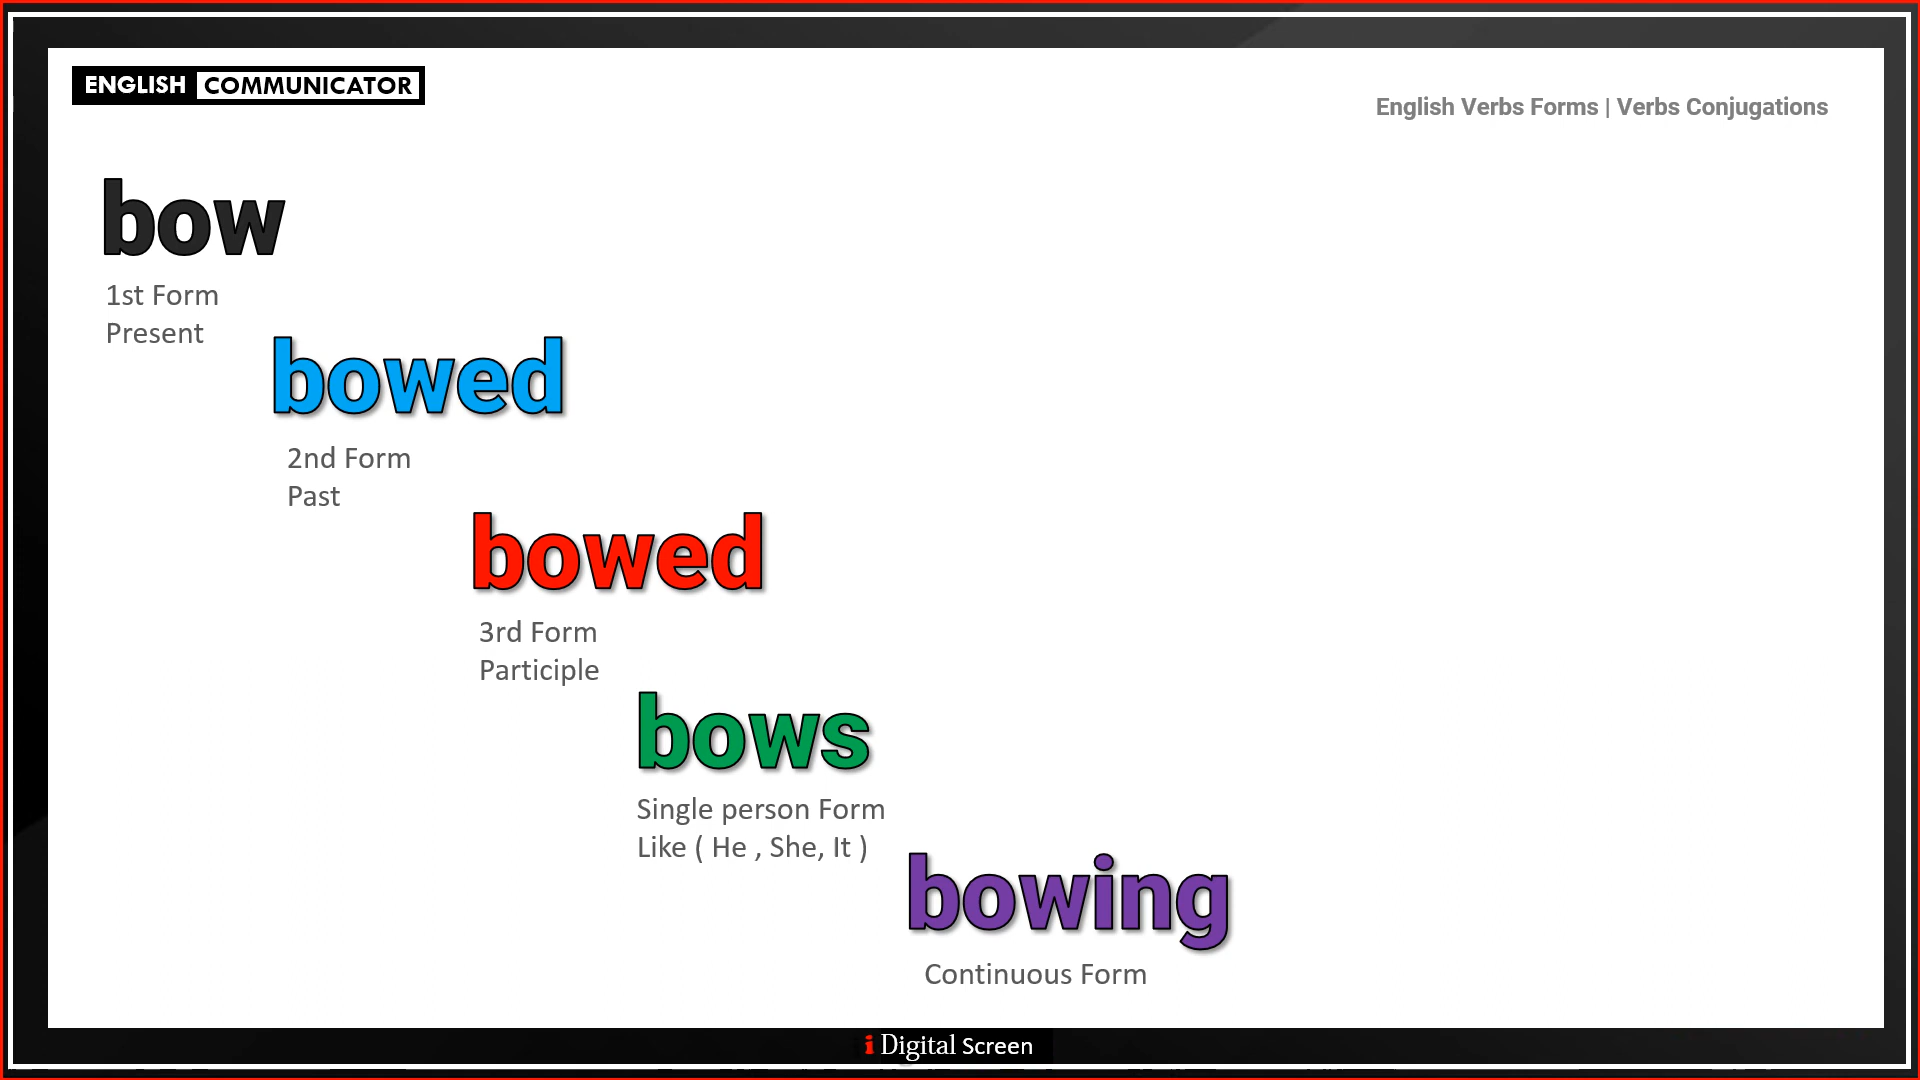 ENGLISH COMMUNICATOR
English Verbs Forms | Verbs Conjugations
bow
1st Form
Present
bowed
2nd Form
Past
bowed
3rd Form
Participle
bows
Single person Form
Like ( He , She, It )
bowing
Continuous Form
i Digital Screen